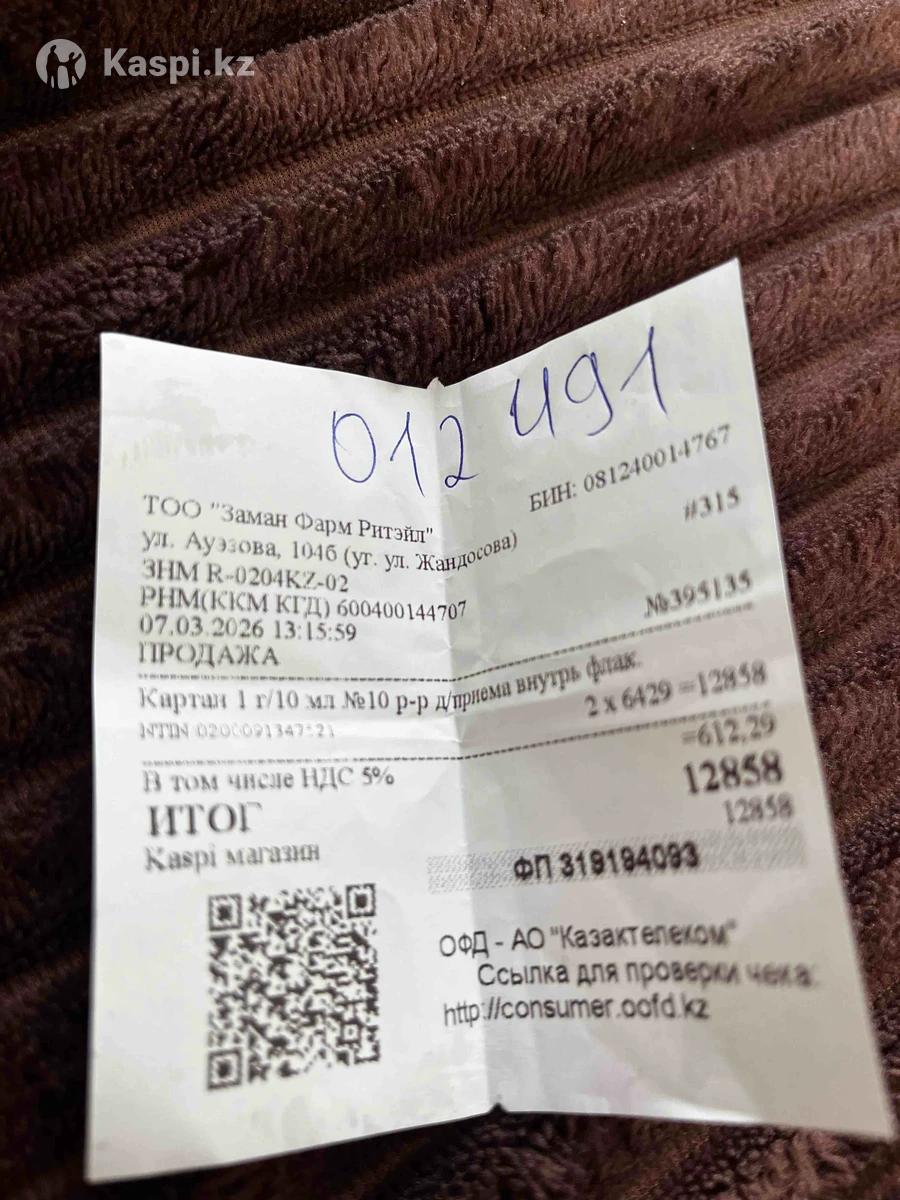 Kaspi.kz
012 491
ТОО "Заман Фарм Ритэйл" БИН: 081240014767
ул. Ауэзова, 104б (уг. ул. Жандосова) #315
ЗНМ R-0204KZ-02
РНМ(ККМ КГД) 600400144707 №395135
07.03.2026 13:15:59
ПРОДАЖА
Картан 1 г/10 мл №10 р-р д/приема внутрь флак.
2 x 6429 =12858
NTIN
В том числе НДС 5% =612,29
ИТОГ 12858
Kaspi магазин 12858
ФП 319194093
ОФД - АО "Казактелеком"
Ссылка для проверки чека:
http://consumer.oofd.kz